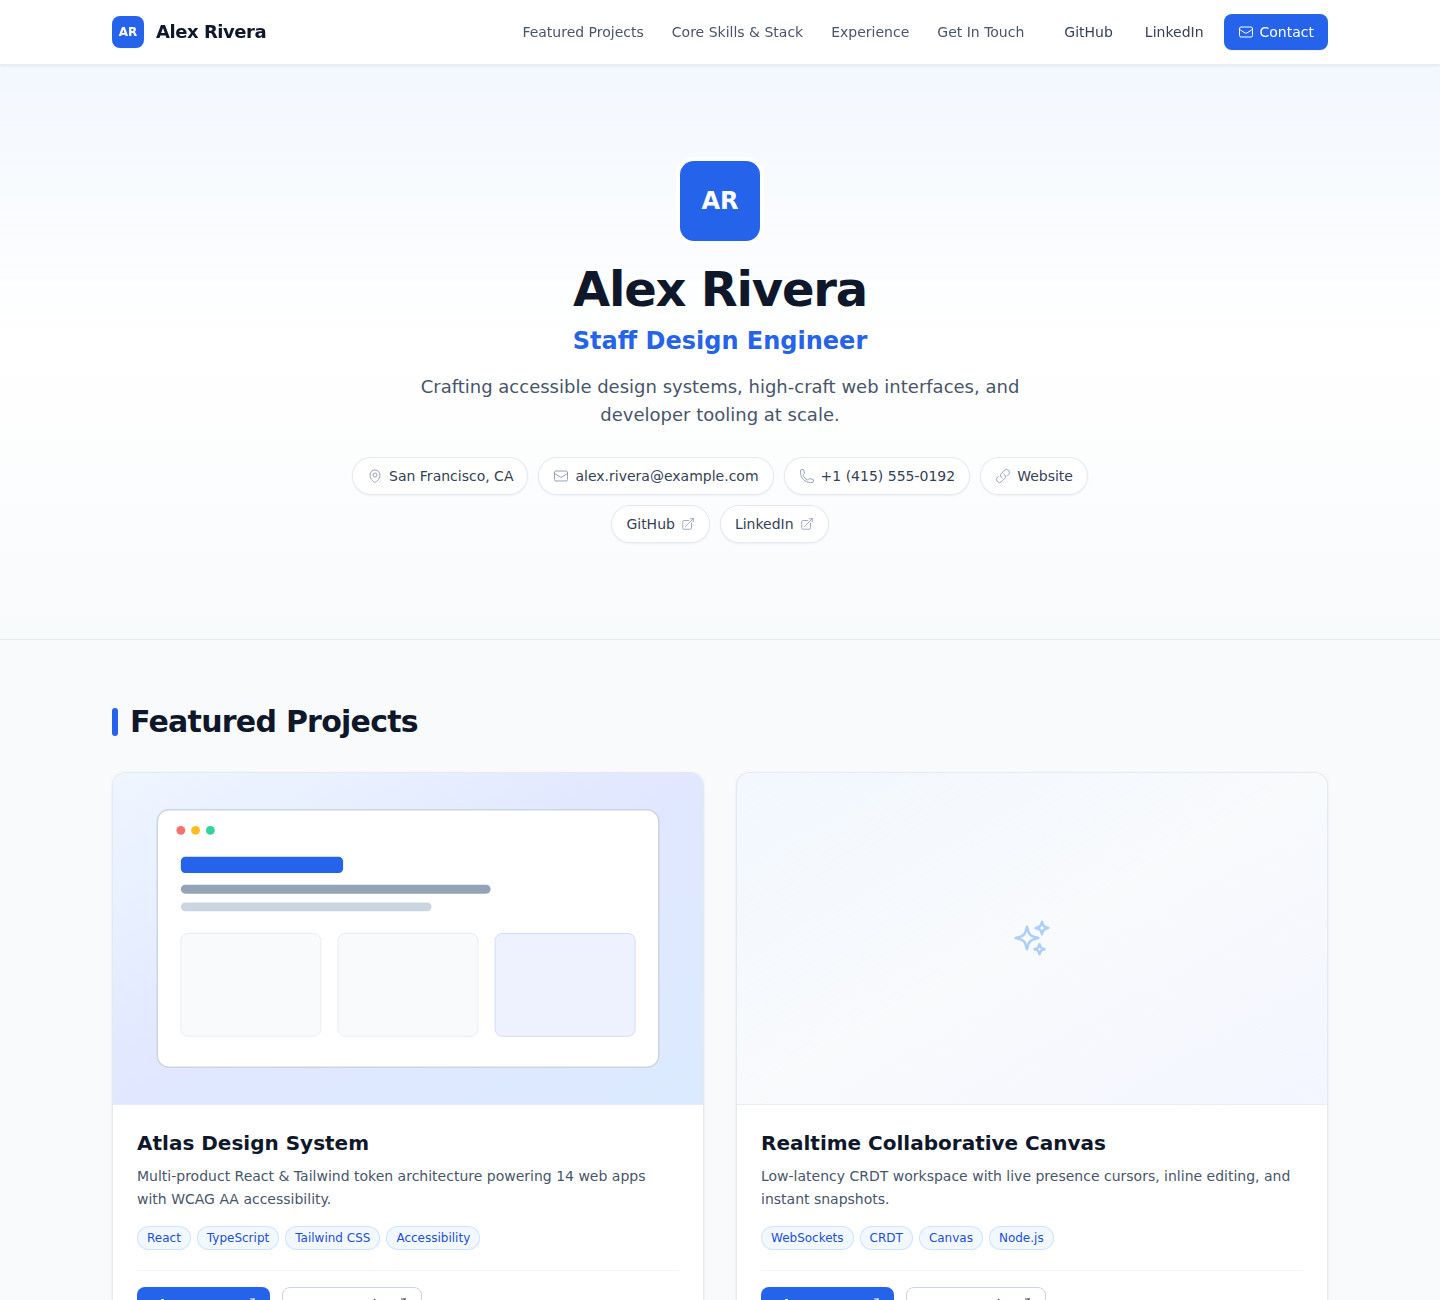 AR Alex Rivera Featured Projects Core Skills & Stack Experience Get In Touch GitHub LinkedIn Contact
AR
Alex Rivera
Staff Design Engineer
Crafting accessible design systems, high-craft web interfaces, and
developer tooling at scale.
San Francisco, CA alex.rivera@example.com +1 (415) 555-0192 Website
GitHub LinkedIn
Featured Projects
Atlas Design System
Multi-product React & Tailwind token architecture powering 14 web apps
with WCAG AA accessibility.
React TypeScript Tailwind CSS Accessibility
Realtime Collaborative Canvas
Low-latency CRDT workspace with live presence cursors, inline editing, and
instant snapshots.
WebSockets CRDT Canvas Node.js